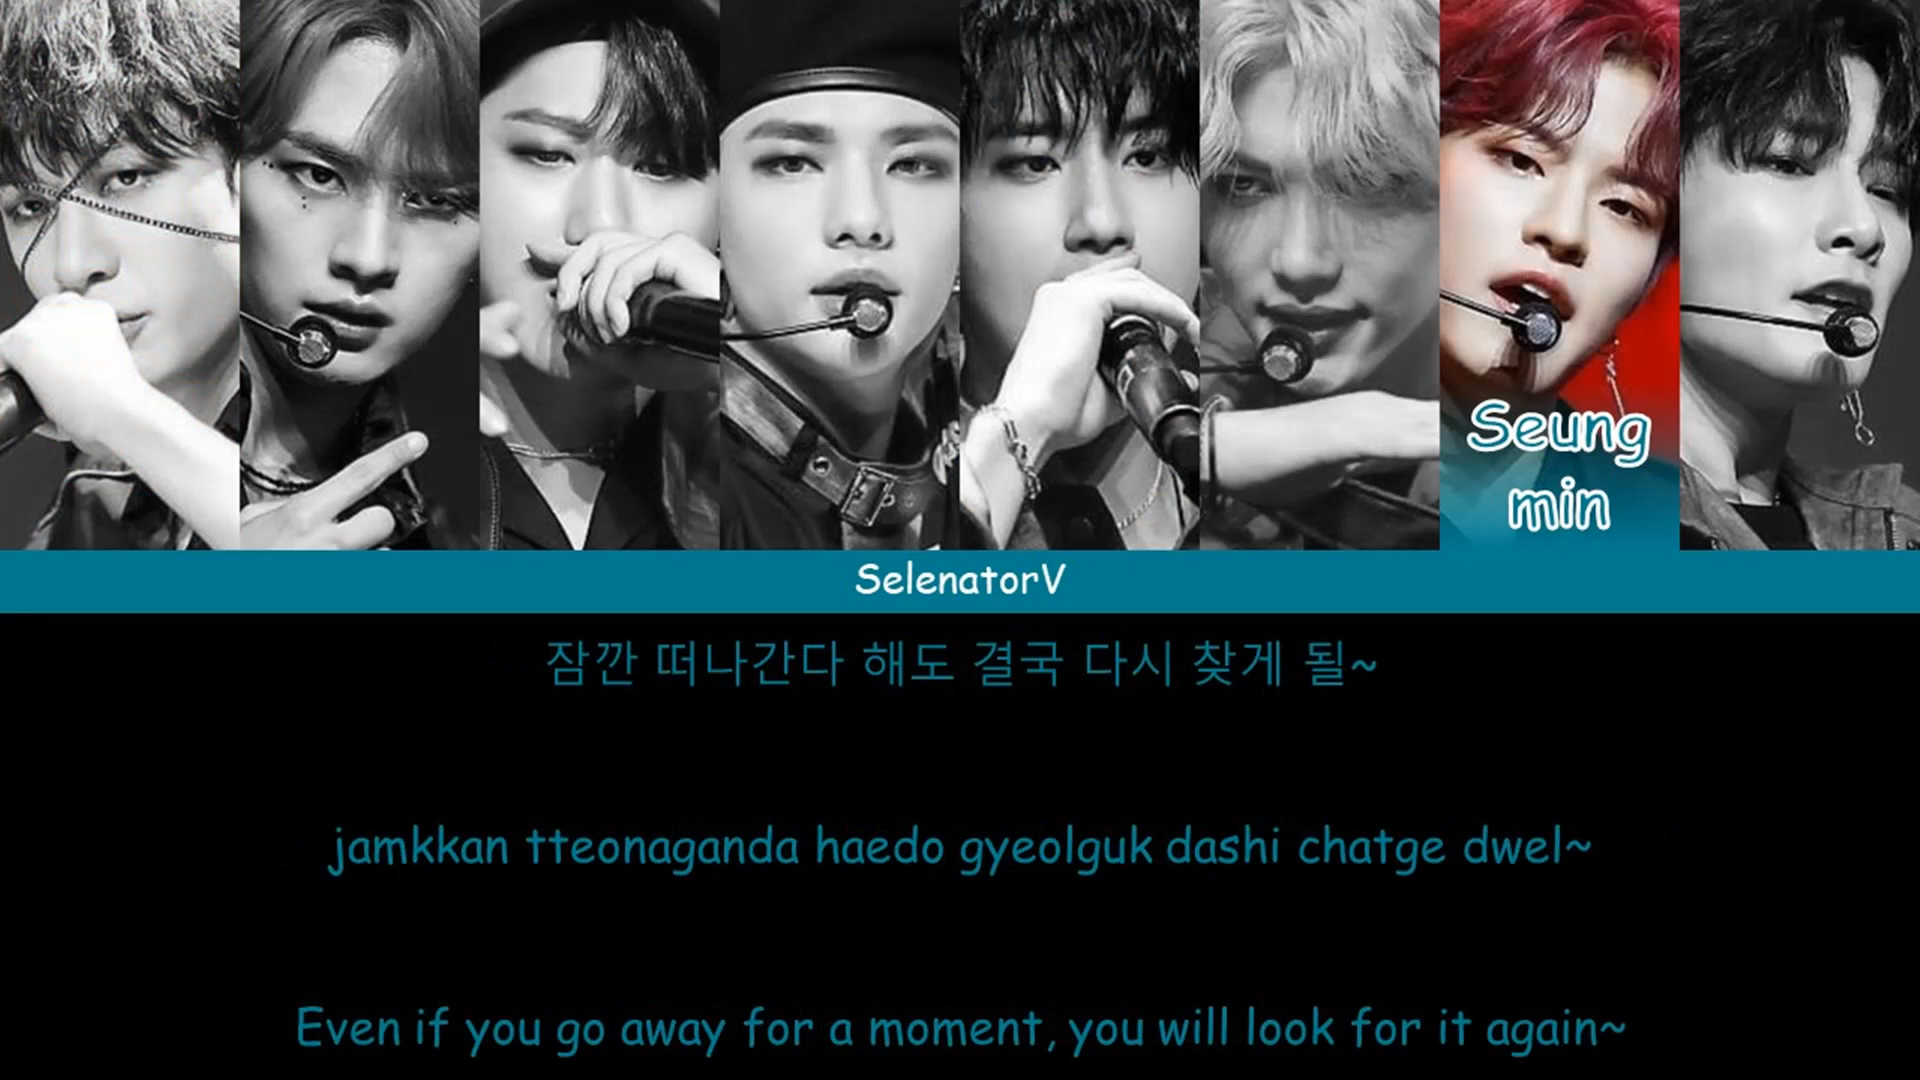 Seung
min
SelenatorV
잠깐 떠나간다 해도 결국 다시 찾게 될~
jamkkan tteonaganda haedo gyeolguk dashi chatge dwel~
Even if you go away for a moment, you will look for it again~